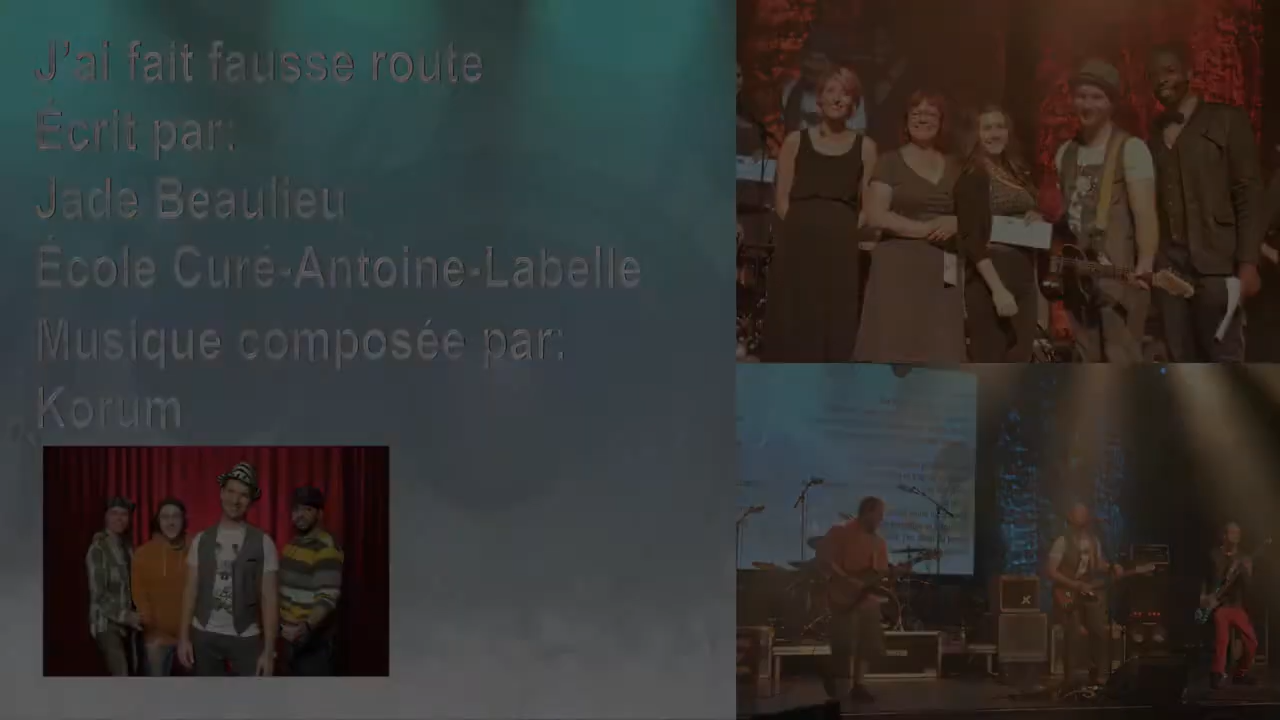 J'ai fait fausse route
Écrit par:
Jade Beaulieu
École Curé-Antoine-Labelle
Musique composée par:
Korum